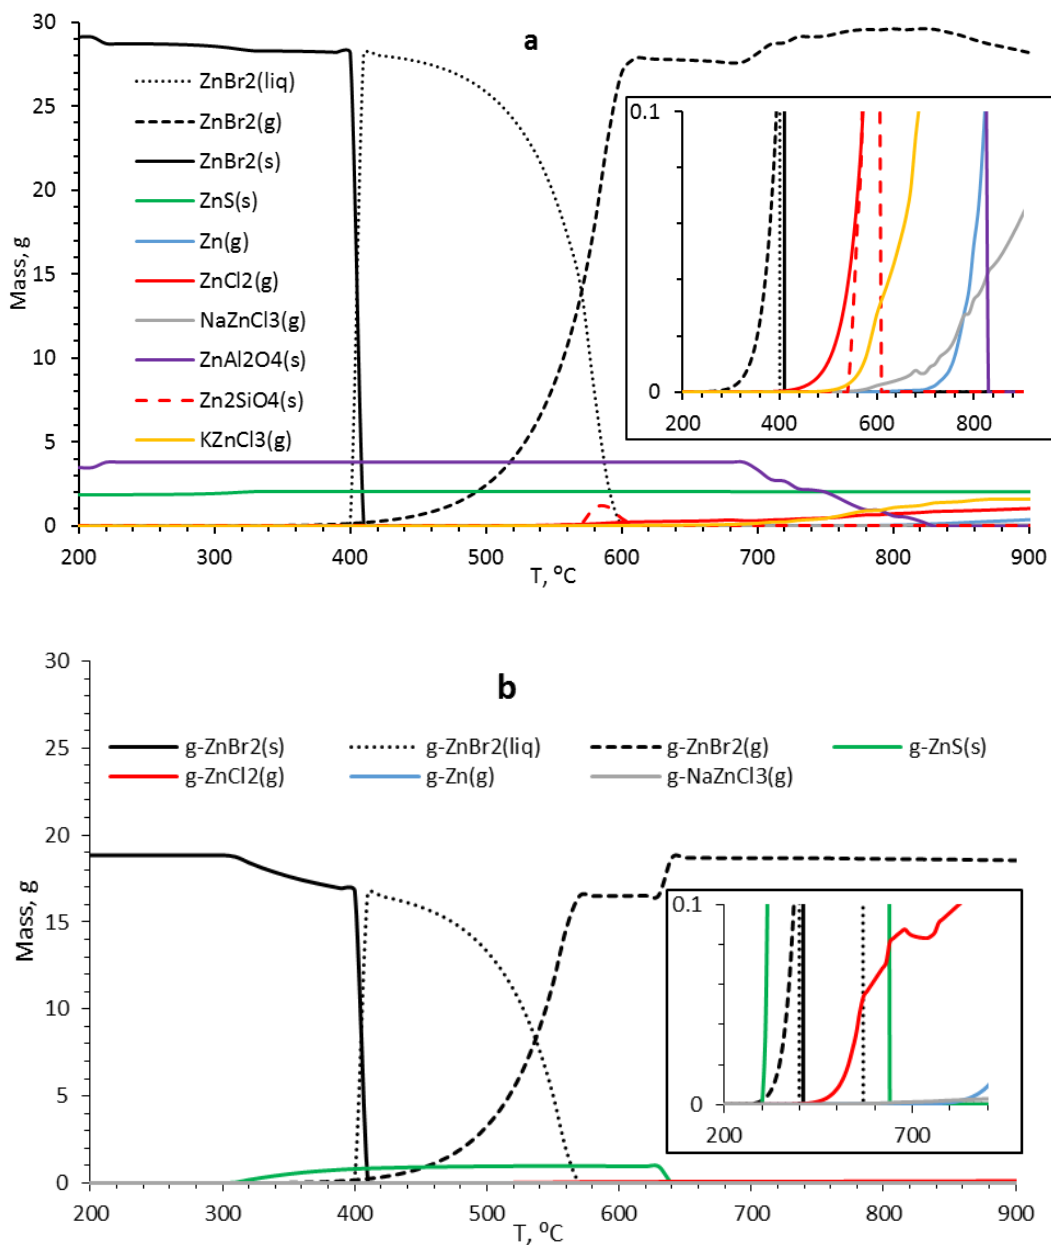 30
a
25
20
15
10
5
0
Mass, g
ZnBr2(liq)
ZnBr2(g)
ZnBr2(s)
ZnS(s)
Zn(g)
ZnCl2(g)
NaZnCl3(g)
ZnAl2O4(s)
Zn2SiO4(s)
KZnCl3(g)
0.1
0
200 400 600 800
200 300 400 500 600 700 800 900
T, °C
30
b
25
20
15
10
5
0
Mass, g
g-ZnBr2(s) g-ZnBr2(liq) g-ZnBr2(g) g-ZnS(s)
g-ZnCl2(g) g-Zn(g) g-NaZnCl3(g)
0.1
0
200 700
200 300 400 500 600 700 800 900
T, °C